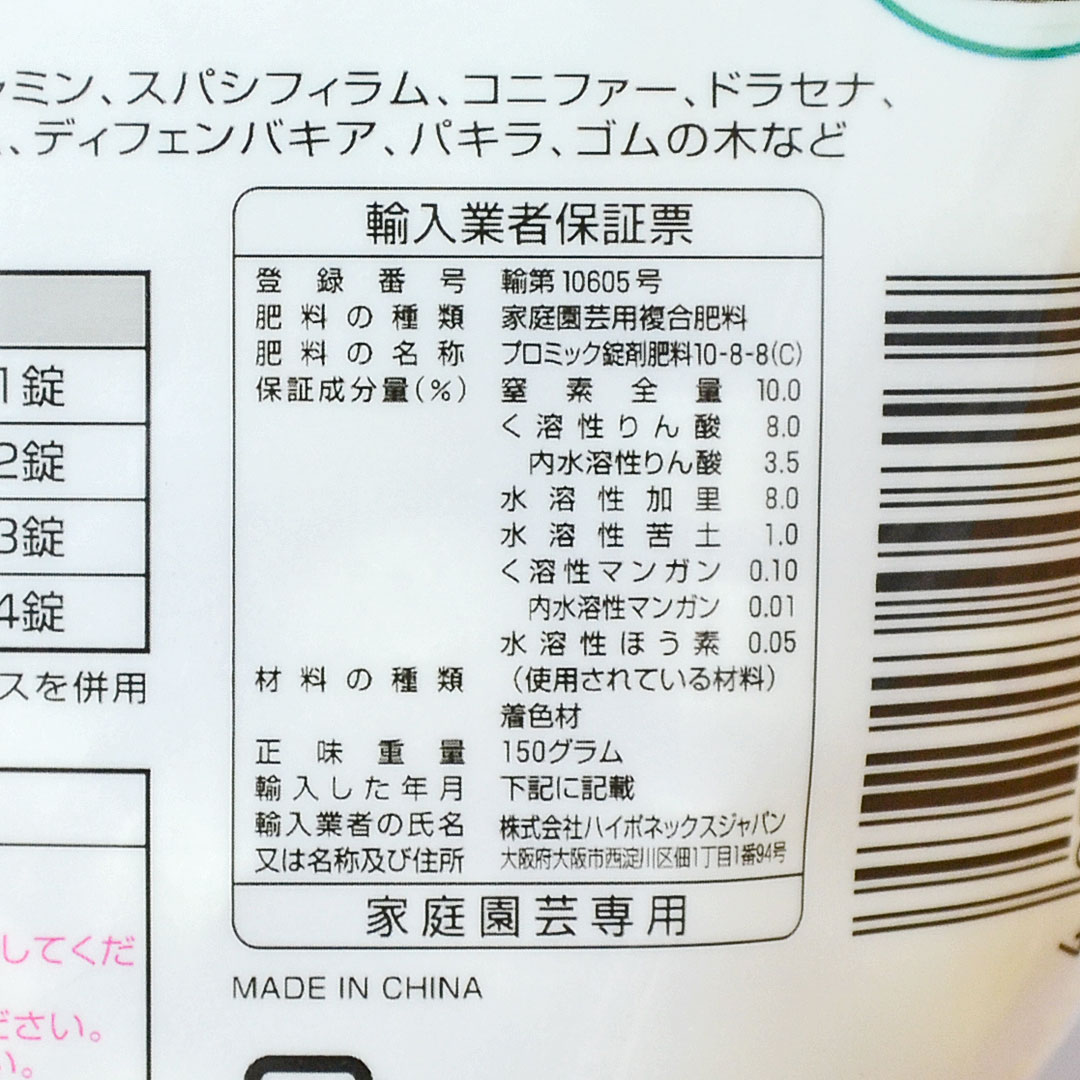 ャミン、スパシフィラム、コニファー、ドラセナ、
、ディフェンバキア、パキラ、ゴムの木など
輸入業者保証票
登録番号 輸第10605号
肥料の種類 家庭園芸用複合肥料
肥料の名称 プロミック錠剤肥料10-8-8(C)
保証成分量(%) 窒素全量 10.0
く溶性りん酸 8.0
内水溶性りん酸 3.5
水溶性加里 8.0
水溶性苦土 1.0
く溶性マンガン 0.10
内水溶性マンガン 0.01
水溶性ほう素 0.05
材料の種類 (使用されている材料)
着色材
正味重量 150グラム
輸入した年月 下記に記載
輸入業者の氏名 株式会社ハイポネックスジャパン
又は名称及び住所 大阪府大阪市西淀川区佃1丁目1番94号
家庭園芸専用
MADE IN CHINA
1錠
2錠
3錠
4錠
スを併用
してくだ
ださい。
い。